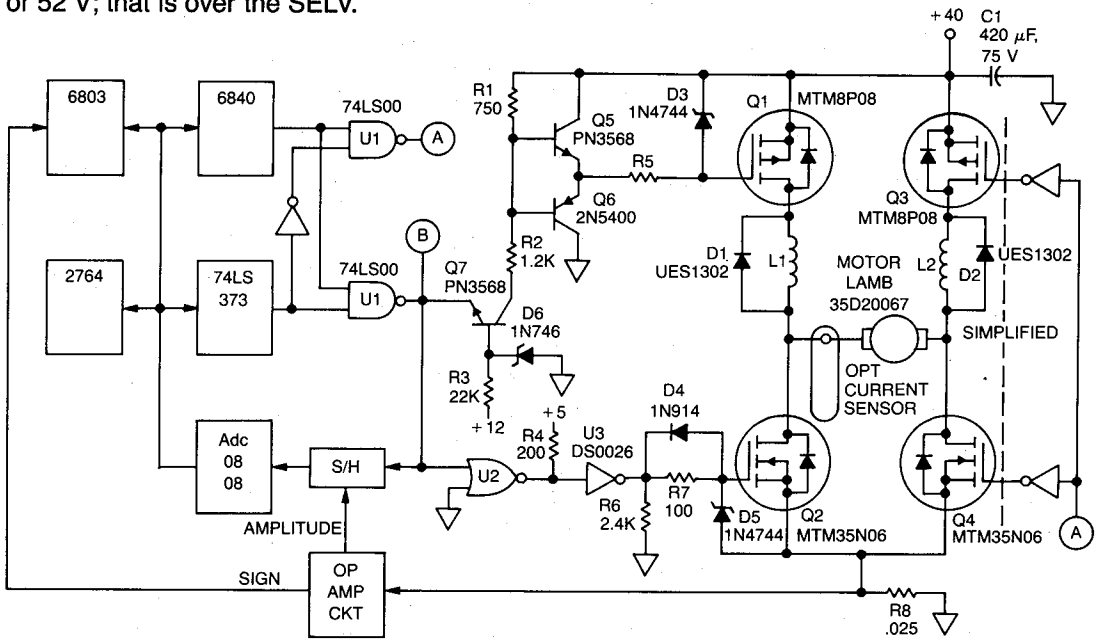 or 52 V; that is over the SELV.
+40
C1
420 μF,
75 V
6803
6840
74LS00
U1
A
R1
750
Q5
PN3568
D3
1N4744
Q1
MTM8P08
R5
Q6
2N5400
Q3
MTM8P08
2764
74LS
373
74LS00
U1
B
Q7
PN3568
R2
1.2K
D6
1N746
D1
UES1302
L1
MOTOR
LAMB
35D20067
L2
D2
UES1302
SIMPLIFIED
OPT
CURRENT
SENSOR
R3
22K
+12
+5
R4
200
U3
DS0026
D4
1N914
Adc
08
08
S/H
U2
R6
2.4K
R7
100
D5
1N4744
Q2
MTM35N06
Q4
MTM35N06
A
AMPLITUDE
SIGN
OP
AMP
CKT
R8
.025